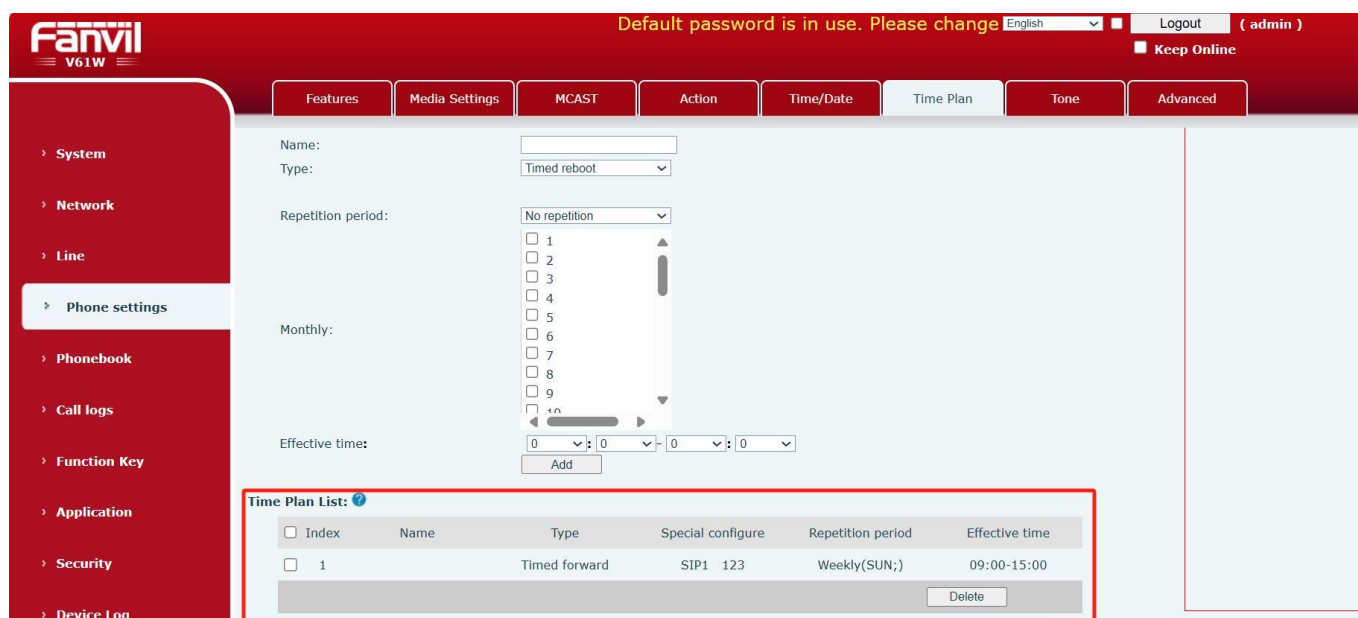 Default password is in use. Please change English Logout ( admin )
Fanvil
V61W
Keep Online
Features Media Settings MCAST Action Time/Date Time Plan Tone Advanced
System
Network
Line
Phone settings
Phonebook
Call logs
Function Key
Application
Security
Device Log
Name:
Type: Timed reboot
Repetition period: No repetition
Monthly:
1
2
3
4
5
6
7
8
9
10
Effective time: 0 : 0 - 0 : 0
Add
Time Plan List: ?
Index Name Type Special configure Repetition period Effective time
1 Timed forward SIP1 123 Weekly(SUN;) 09:00-15:00
Delete